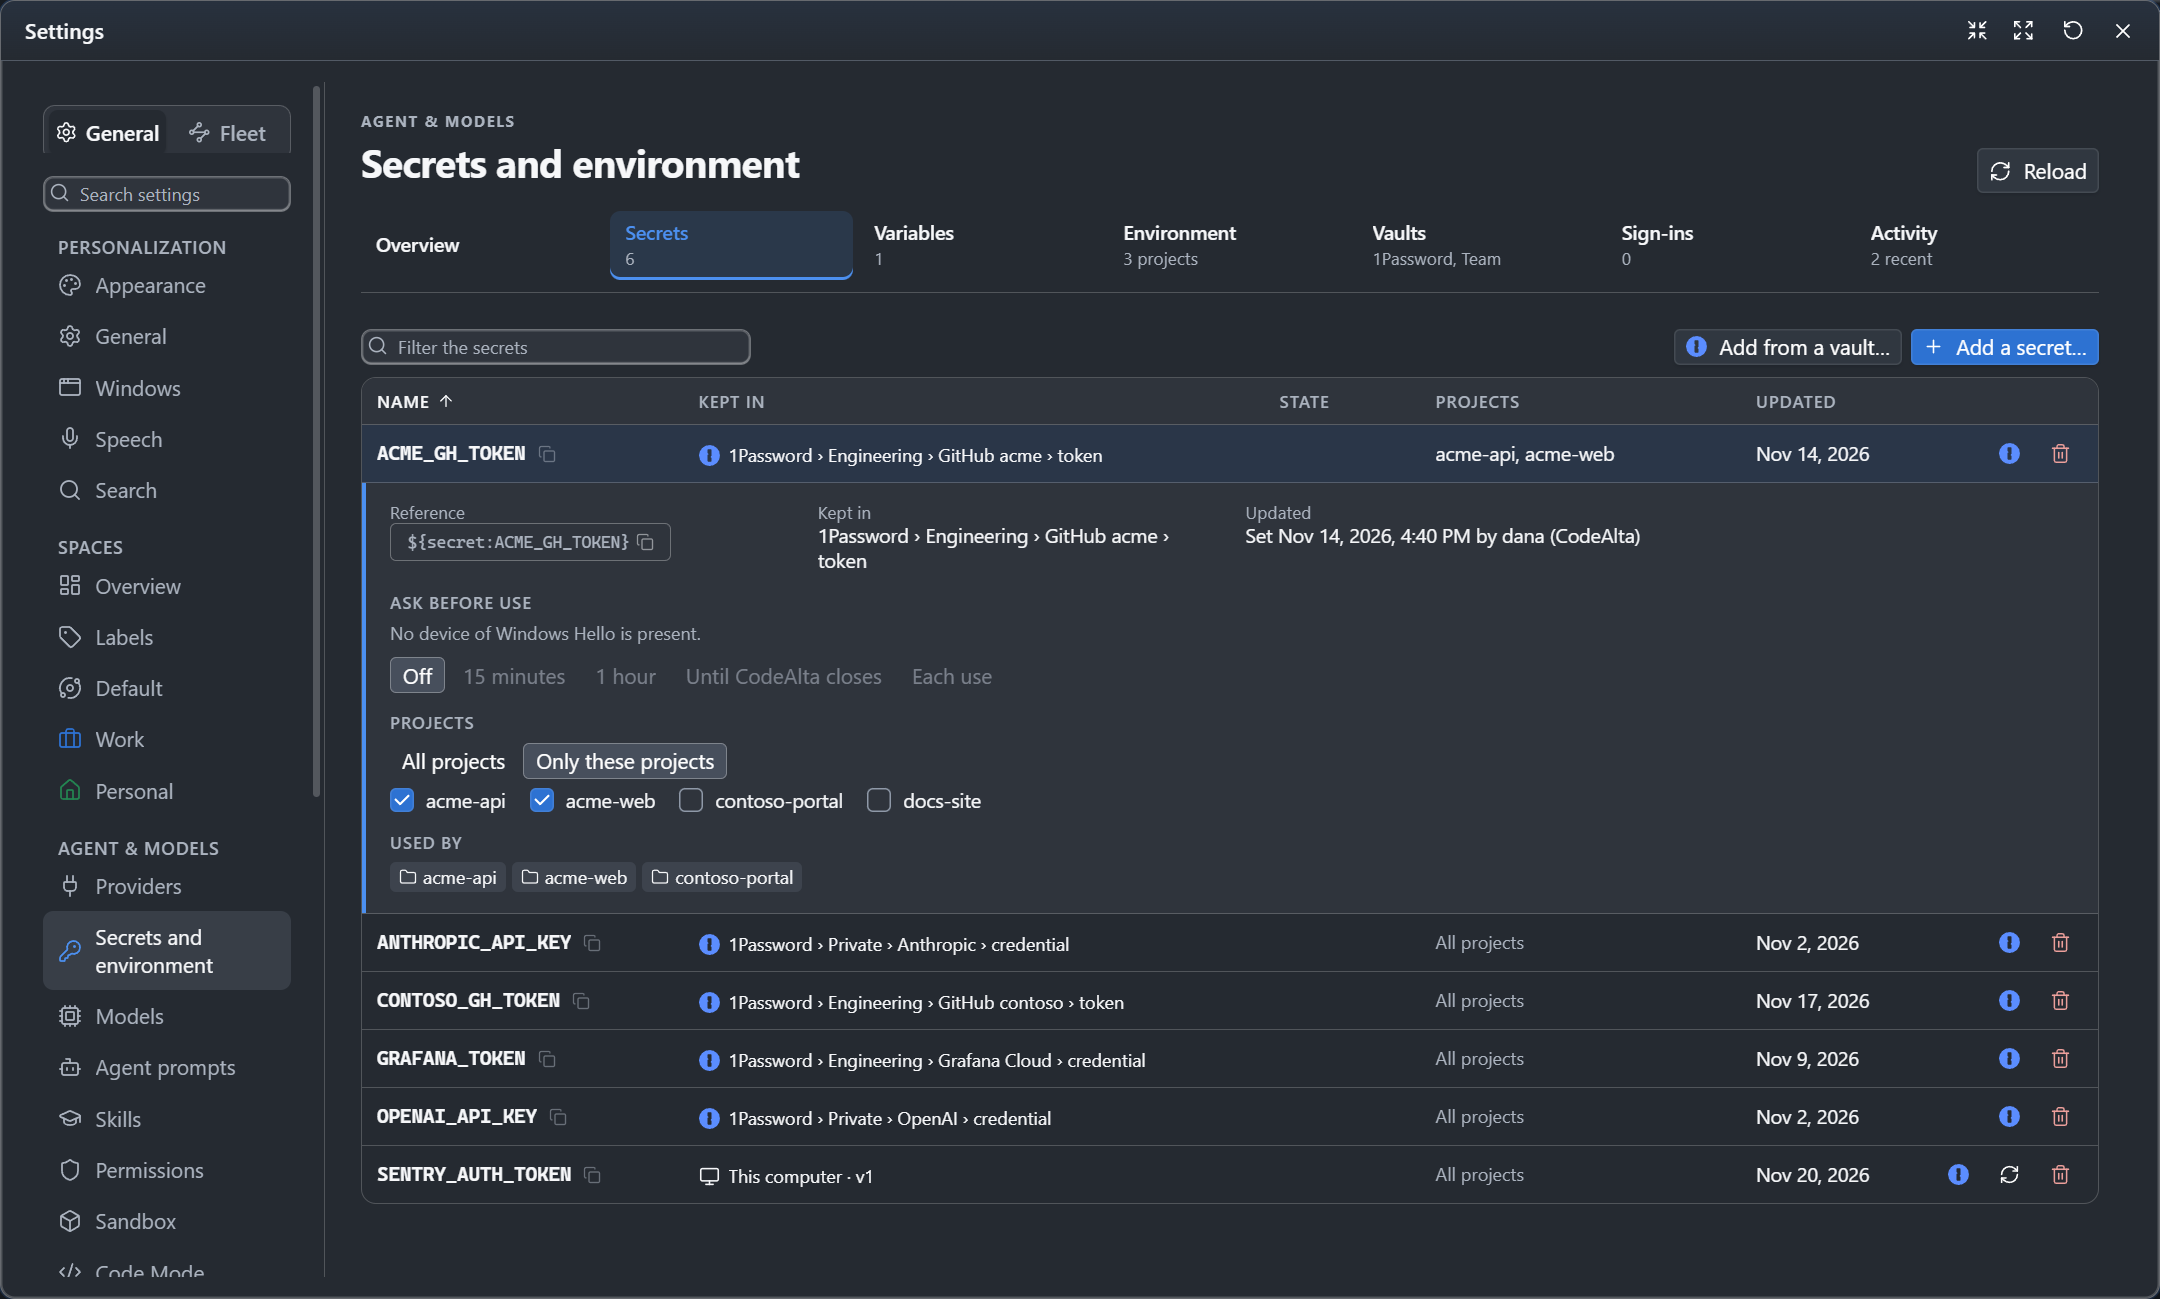 Settings
General
Fleet
Search settings
PERSONALIZATION
Appearance
General
Windows
Speech
Search
SPACES
Overview
Labels
Default
Work
Personal
AGENT & MODELS
Providers
Secrets and
environment
Models
Agent prompts
Skills
Permissions
Sandbox
Code Mode
AGENT & MODELS
Secrets and environment
Reload
Overview
Secrets
6
Variables
1
Environment
3 projects
Vaults
1Password, Team
Sign-ins
0
Activity
2 recent
Filter the secrets
Add from a vault...
Add a secret...
NAME KEPT IN STATE PROJECTS UPDATED
ACME_GH_TOKEN 1Password › Engineering › GitHub acme › token acme-api, acme-web Nov 14, 2026
Reference
${secret:ACME_GH_TOKEN}
Kept in
1Password › Engineering › GitHub acme ›
token
Updated
Set Nov 14, 2026, 4:40 PM by dana (CodeAlta)
ASK BEFORE USE
No device of Windows Hello is present.
Off 15 minutes 1 hour Until CodeAlta closes Each use
PROJECTS
All projects Only these projects
acme-api acme-web contoso-portal docs-site
USED BY
acme-api acme-web contoso-portal
ANTHROPIC_API_KEY 1Password › Private › Anthropic › credential All projects Nov 2, 2026
CONTOSO_GH_TOKEN 1Password › Engineering › GitHub contoso › token All projects Nov 17, 2026
GRAFANA_TOKEN 1Password › Engineering › Grafana Cloud › credential All projects Nov 9, 2026
OPENAI_API_KEY 1Password › Private › OpenAI › credential All projects Nov 2, 2026
SENTRY_AUTH_TOKEN This computer · v1 All projects Nov 20, 2026